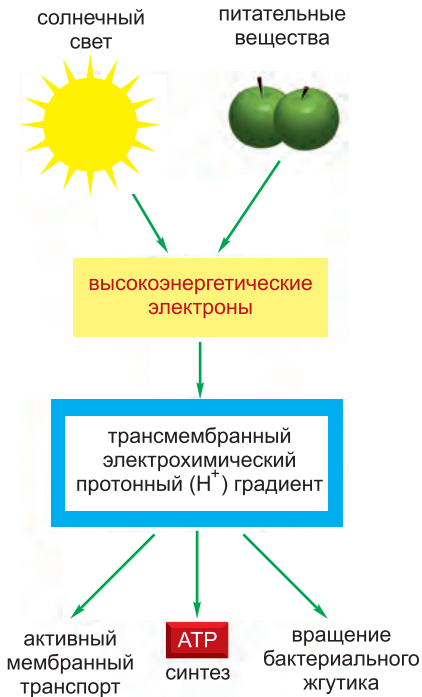 солнечный
свет
питательные
вещества
высокоэнергетические
электроны
трансмембранный
электрохимический
протонный (H⁺) градиент
активный
мембранный
транспорт
ATP
синтез
вращение
бактериального
жгутика